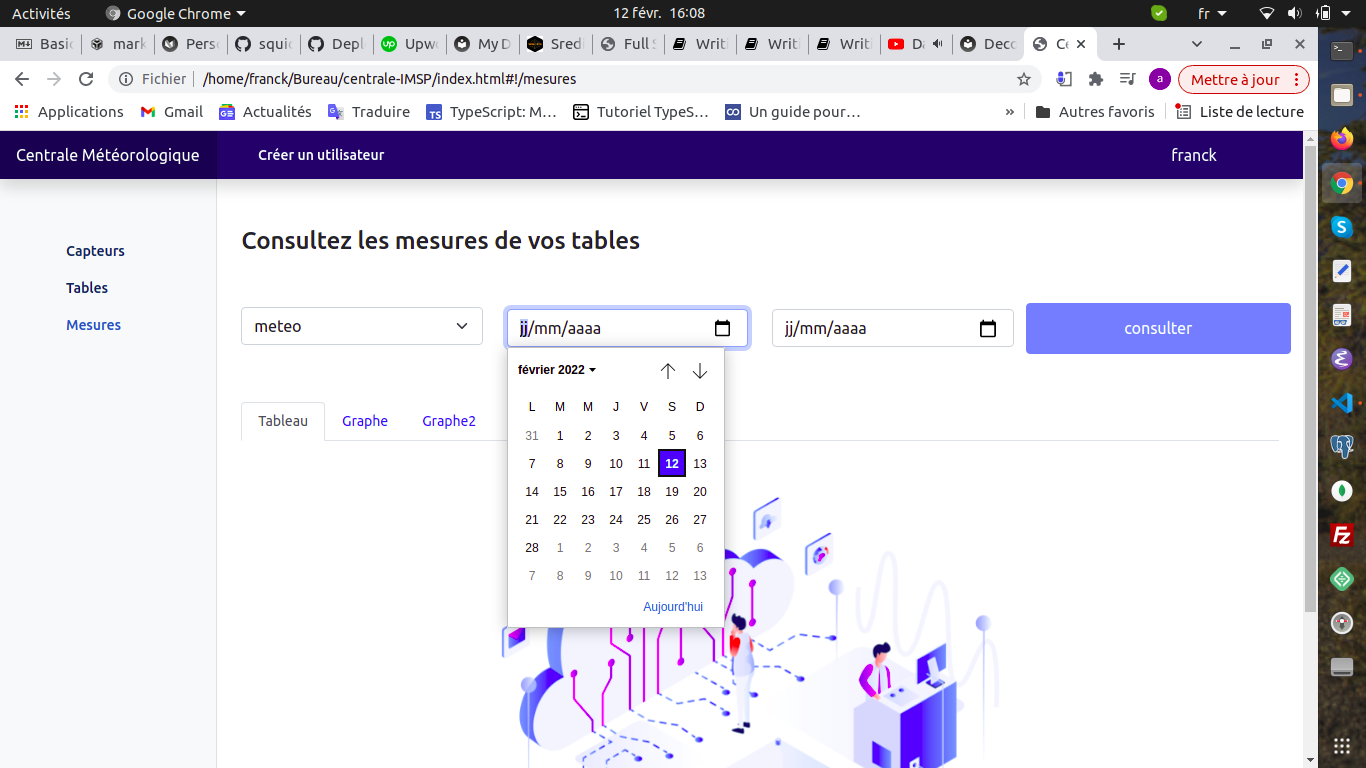 Activités Google Chrome 12 févr. 16:08 fr
Basic mark Perso squid Depl Upwo My D Sredi Full S Writi Writi Writi Da Deco Ce
Fichier /home/franck/Bureau/centrale-IMSP/index.html#!/mesures a Mettre à jour
Applications Gmail Actualités Traduire TypeScript: M… Tutoriel TypeS… Un guide pour… » Autres favoris Liste de lecture
Centrale Météorologique Créer un utilisateur franck
Consultez les mesures de vos tables
Capteurs
Tables
Mesures
meteo jj/mm/aaaa jj/mm/aaaa consulter
février 2022
Tableau Graphe Graphe2
L M M J V S D
31 1 2 3 4 5 6
7 8 9 10 11 12 13
14 15 16 17 18 19 20
21 22 23 24 25 26 27
28 1 2 3 4 5 6
7 8 9 10 11 12 13
Aujourd'hui